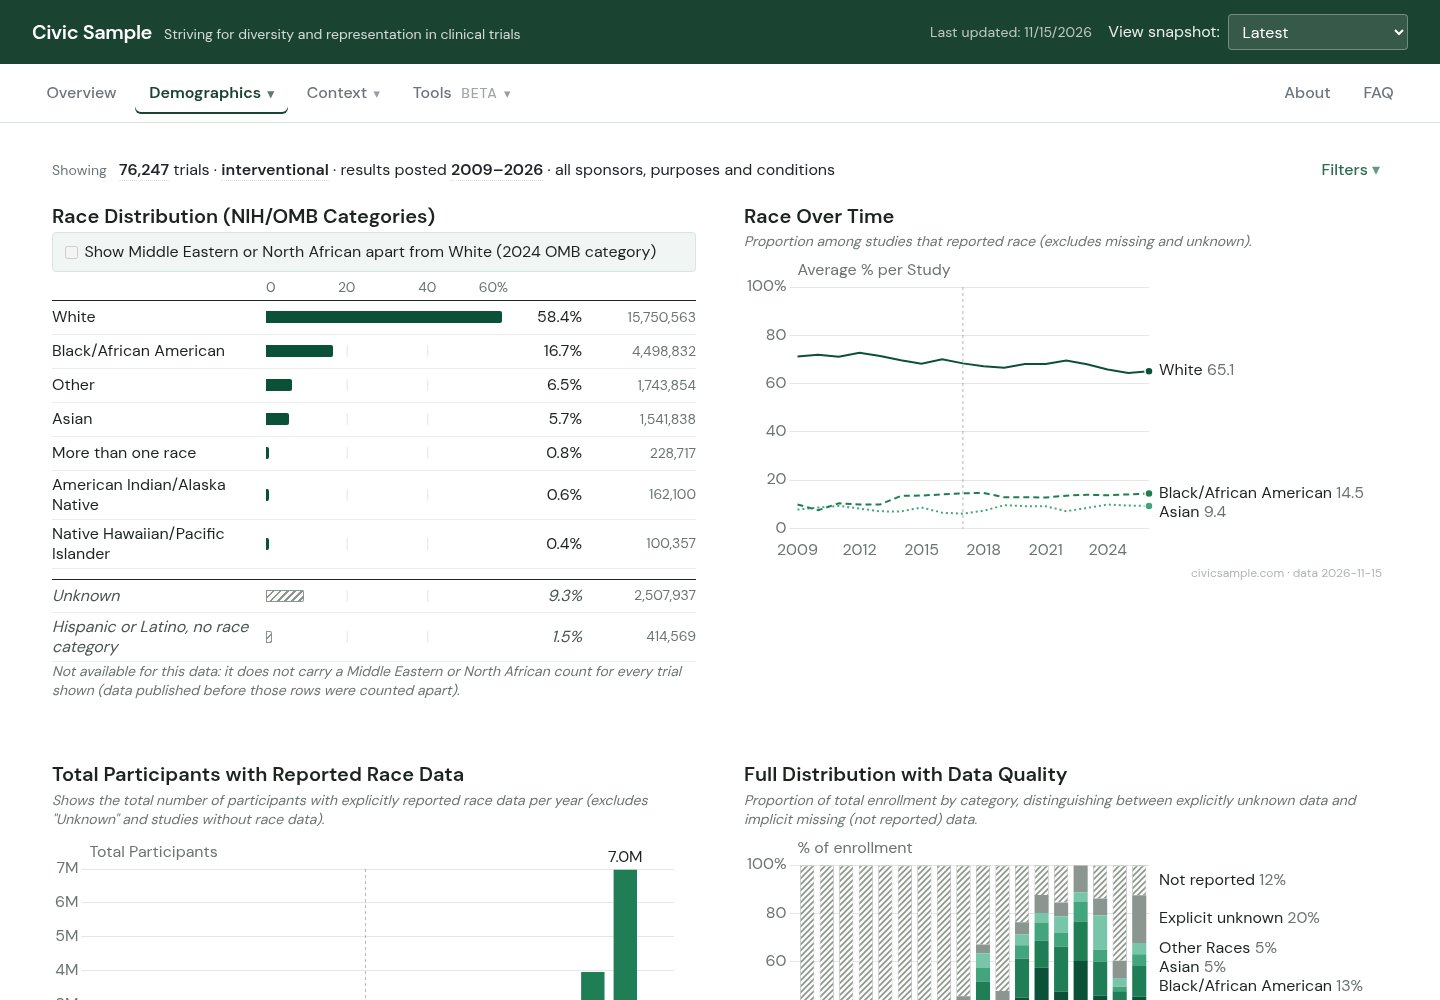 Civic Sample Striving for diversity and representation in clinical trials
Last updated: 11/15/2026 View snapshot: Latest
Overview Demographics ▾ Context ▾ Tools BETA ▾ About FAQ
Showing 76,247 trials · interventional · results posted 2009–2026 · all sponsors, purposes and conditions Filters ▾
Race Distribution (NIH/OMB Categories)
Show Middle Eastern or North African apart from White (2024 OMB category)
0 20 40 60%
White 58.4% 15,750,563
Black/African American 16.7% 4,498,832
Other 6.5% 1,743,854
Asian 5.7% 1,541,838
More than one race 0.8% 228,717
American Indian/Alaska
Native 0.6% 162,100
Native Hawaiian/Pacific
Islander 0.4% 100,357
Unknown 9.3% 2,507,937
Hispanic or Latino, no race
category 1.5% 414,569
Not available for this data: it does not carry a Middle Eastern or North African count for every trial
shown (data published before those rows were counted apart).
Race Over Time
Proportion among studies that reported race (excludes missing and unknown).
Average % per Study
100%
80
60
40
20
0
White 65.1
Black/African American 14.5
Asian 9.4
2009 2012 2015 2018 2021 2024
civicsample.com · data 2026-11-15
Total Participants with Reported Race Data
Shows the total number of participants with explicitly reported race data per year (excludes
"Unknown" and studies without race data).
Total Participants
7.0M
7M
6M
5M
4M
Full Distribution with Data Quality
Proportion of total enrollment by category, distinguishing between explicitly unknown data and
implicit missing (not reported) data.
% of enrollment
100%
80
60
Not reported 12%
Explicit unknown 20%
Other Races 5%
Asian 5%
Black/African American 13%